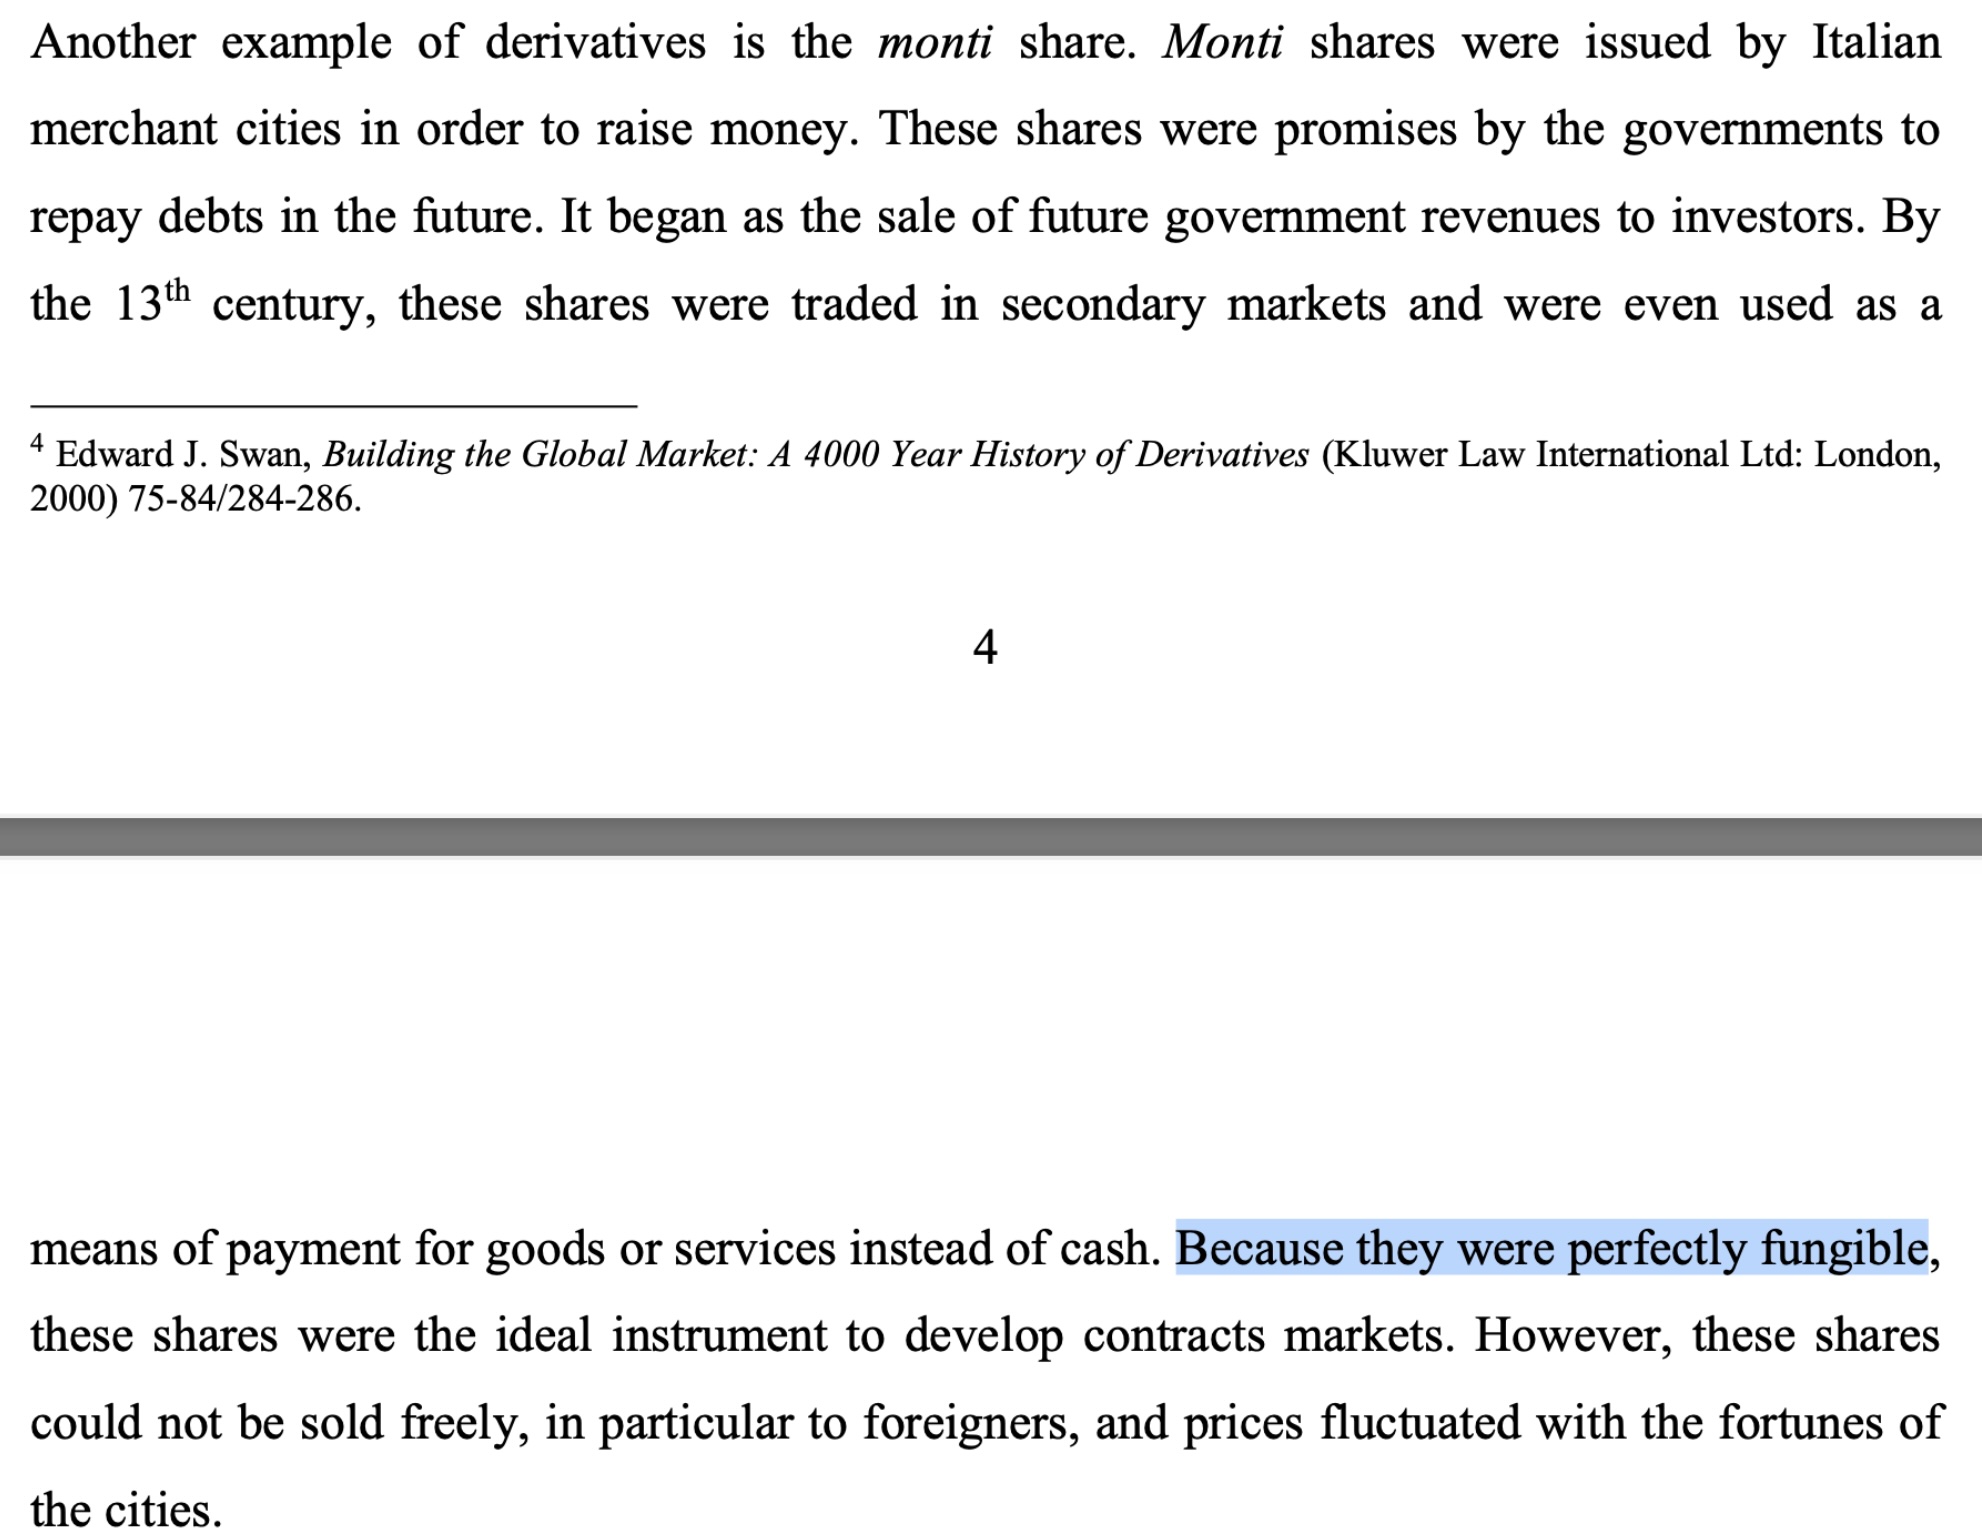 Another example of derivatives is the monti share. Monti shares were issued by Italian
merchant cities in order to raise money. These shares were promises by the governments to
repay debts in the future. It began as the sale of future government revenues to investors. By
the 13th century, these shares were traded in secondary markets and were even used as a
4 Edward J. Swan, Building the Global Market: A 4000 Year History of Derivatives (Kluwer Law International Ltd: London,
2000) 75-84/284-286.
4
means of payment for goods or services instead of cash. Because they were perfectly fungible,
these shares were the ideal instrument to develop contracts markets. However, these shares
could not be sold freely, in particular to foreigners, and prices fluctuated with the fortunes of
the cities.